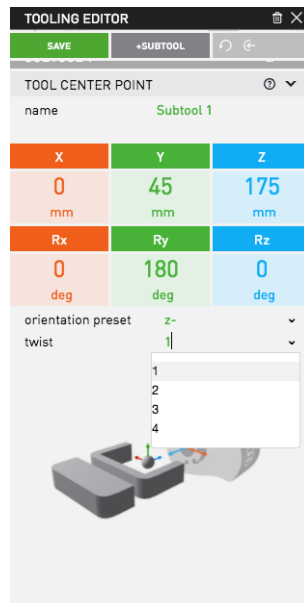 TOOLING EDITOR
SAVE +SUBTOOL
TOOL CENTER POINT
name Subtool 1
X Y Z
0 45 175
mm mm mm
Rx Ry Rz
0 180 0
deg deg deg
orientation preset z-
twist 1
1
2
3
4